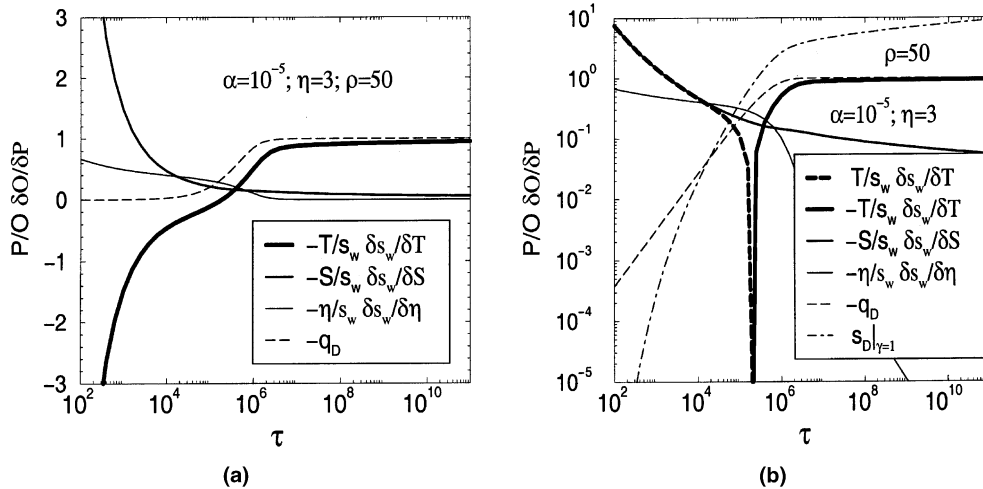 3
2
1
0
-1
-2
-3
P/O δO/δP
α=10⁻⁵; η=3; ρ=50
−T/s_w δs_w/δT
−S/s_w δs_w/δS
−η/s_w δs_w/δη
−q_D
10² 10⁴ 10⁶ 10⁸ 10¹⁰
τ
(a)
10¹
10⁰
10⁻¹
10⁻²
10⁻³
10⁻⁴
10⁻⁵
P/O δO/δP
ρ=50
α=10⁻⁵; η=3
T/s_w δs_w/δT
−T/s_w δs_w/δT
−S/s_w δs_w/δS
−η/s_w δs_w/δη
−q_D
s_D|γ=1
10² 10⁴ 10⁶ 10⁸ 10¹⁰
τ
(b)